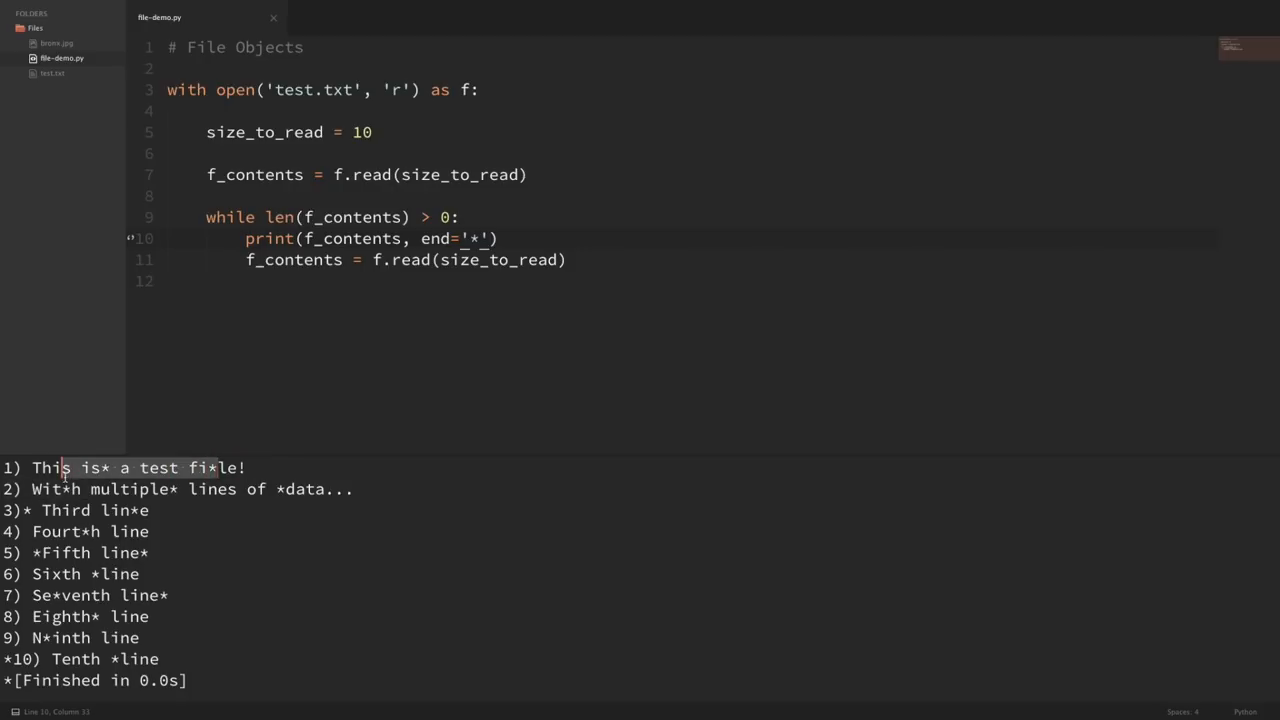 FOLDERS
Files
bronx.jpg
file-demo.py
test.txt
file-demo.py
1 # File Objects
2
3 with open('test.txt', 'r') as f:
4
5 size_to_read = 10
6
7 f_contents = f.read(size_to_read)
8
9 while len(f_contents) > 0:
10 print(f_contents, end='*')
11 f_contents = f.read(size_to_read)
12
1) This is* a test fi*le!
2) Wit*h multiple* lines of *data...
3)* Third lin*e
4) Fourt*h line
5) *Fifth line*
6) Sixth *line
7) Se*venth line*
8) Eighth* line
9) N*inth line
*10) Tenth *line
*[Finished in 0.0s]
Line 10, Column 33
Spaces: 4
Python